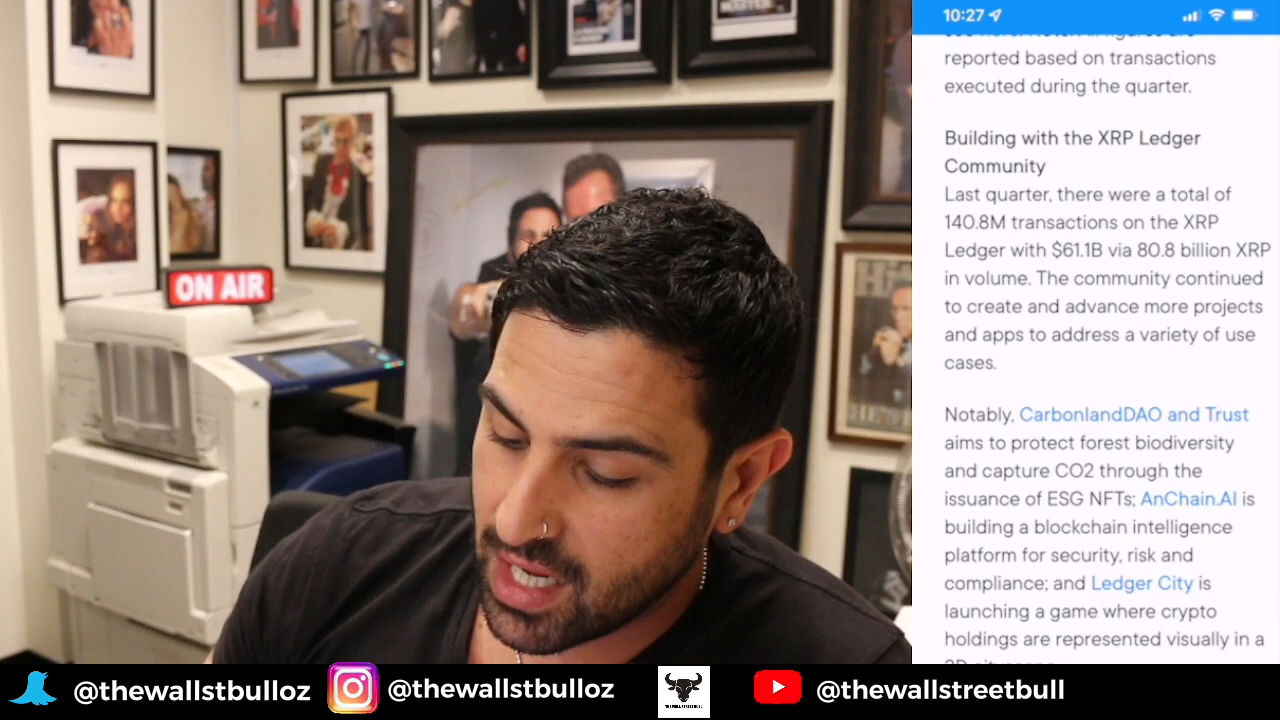 10:27
reported based on transactions
executed during the quarter.
Building with the XRP Ledger
Community
Last quarter, there were a total of
140.8M transactions on the XRP
Ledger with $61.1B via 80.8 billion XRP
in volume. The community continued
to create and advance more projects
and apps to address a variety of use
cases.
Notably, CarbonlandDAO and Trust
aims to protect forest biodiversity
and capture CO2 through the
issuance of ESG NFTs; AnChain.AI is
building a blockchain intelligence
platform for security, risk and
compliance; and Ledger City is
launching a game where crypto
holdings are represented visually in a
ON AIR
@thewallstbulloz
@thewallstbulloz
THE WALL STREET BULL
@thewallstreetbull